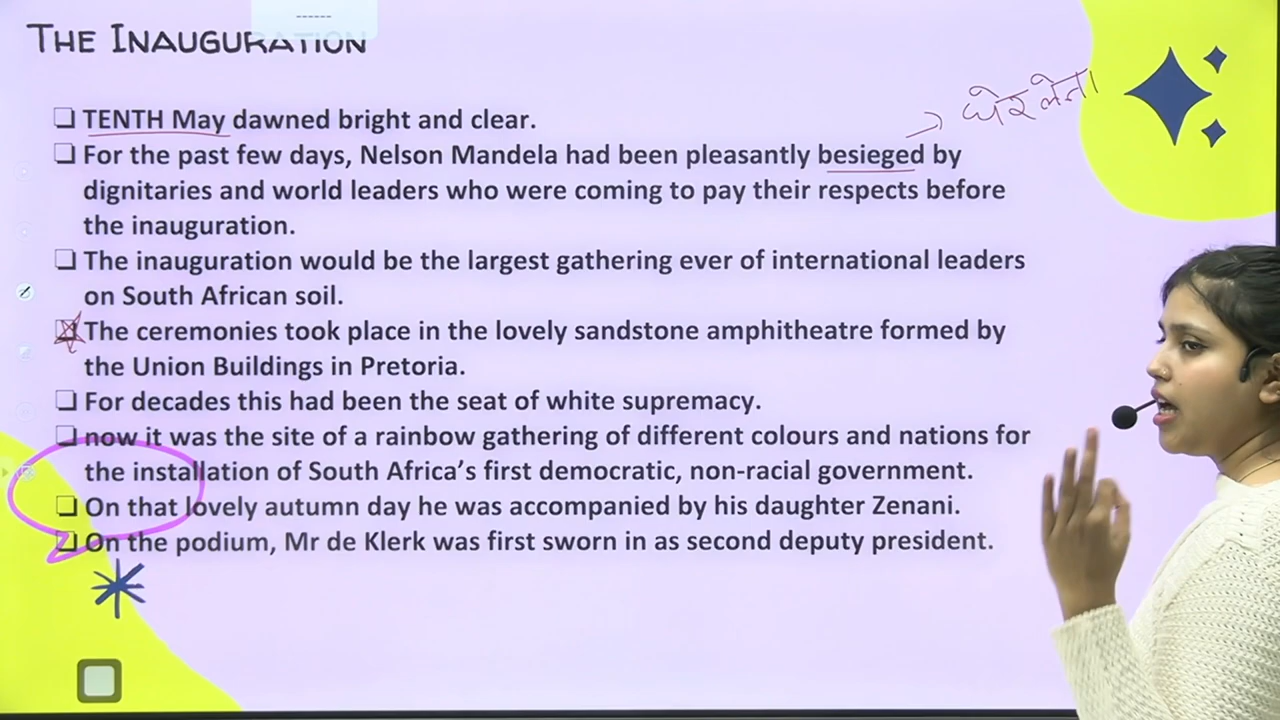 ------
THE INAUGURATION
घेर लेना
❑ TENTH May dawned bright and clear.
❑ For the past few days, Nelson Mandela had been pleasantly besieged by
dignitaries and world leaders who were coming to pay their respects before
the inauguration.
❑ The inauguration would be the largest gathering ever of international leaders
on South African soil.
❑ The ceremonies took place in the lovely sandstone amphitheatre formed by
the Union Buildings in Pretoria.
❑ For decades this had been the seat of white supremacy.
❑ now it was the site of a rainbow gathering of different colours and nations for
the installation of South Africa’s first democratic, non-racial government.
❑ On that lovely autumn day he was accompanied by his daughter Zenani.
❑ On the podium, Mr de Klerk was first sworn in as second deputy president.